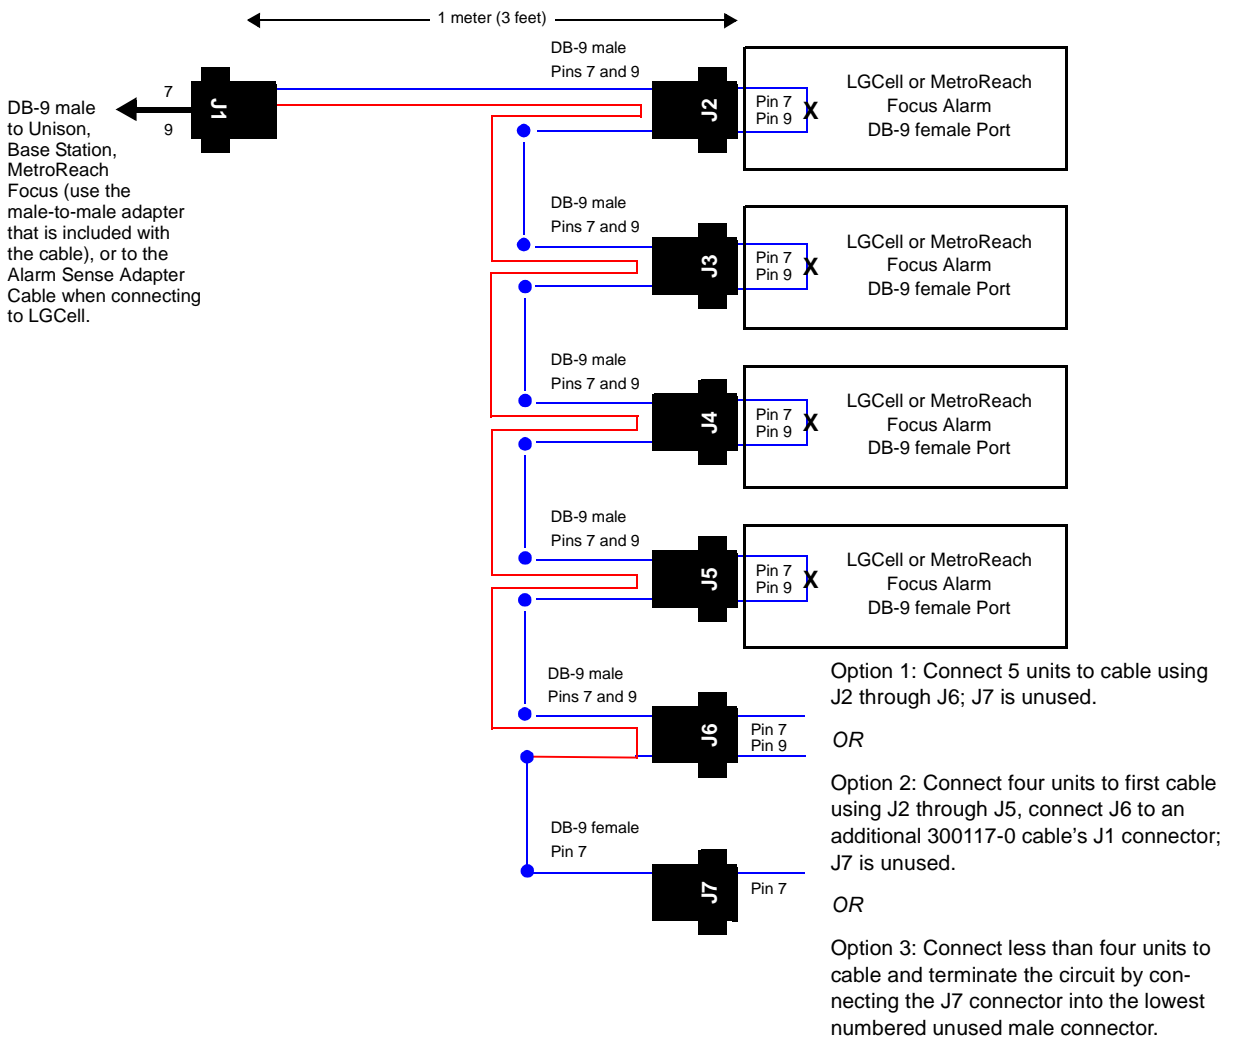 1 meter (3 feet)
DB-9 male
Pins 7 and 9
7
9
J1
DB-9 male
to Unison,
Base Station,
MetroReach
Focus (use the
male-to-male adapter
that is included with
the cable), or to the
Alarm Sense Adapter
Cable when connecting
to LGCell.
J2
Pin 7
Pin 9
X
LGCell or MetroReach
Focus Alarm
DB-9 female Port
DB-9 male
Pins 7 and 9
J3
Pin 7
Pin 9
X
LGCell or MetroReach
Focus Alarm
DB-9 female Port
DB-9 male
Pins 7 and 9
J4
Pin 7
Pin 9
X
LGCell or MetroReach
Focus Alarm
DB-9 female Port
DB-9 male
Pins 7 and 9
J5
Pin 7
Pin 9
X
LGCell or MetroReach
Focus Alarm
DB-9 female Port
DB-9 male
Pins 7 and 9
J6
Pin 7
Pin 9
DB-9 female
Pin 7
J7
Pin 7
Option 1: Connect 5 units to cable using
J2 through J6; J7 is unused.
OR
Option 2: Connect four units to first cable
using J2 through J5, connect J6 to an
additional 300117-0 cable's J1 connector;
J7 is unused.
OR
Option 3: Connect less than four units to
cable and terminate the circuit by con-
necting the J7 connector into the lowest
numbered unused male connector.